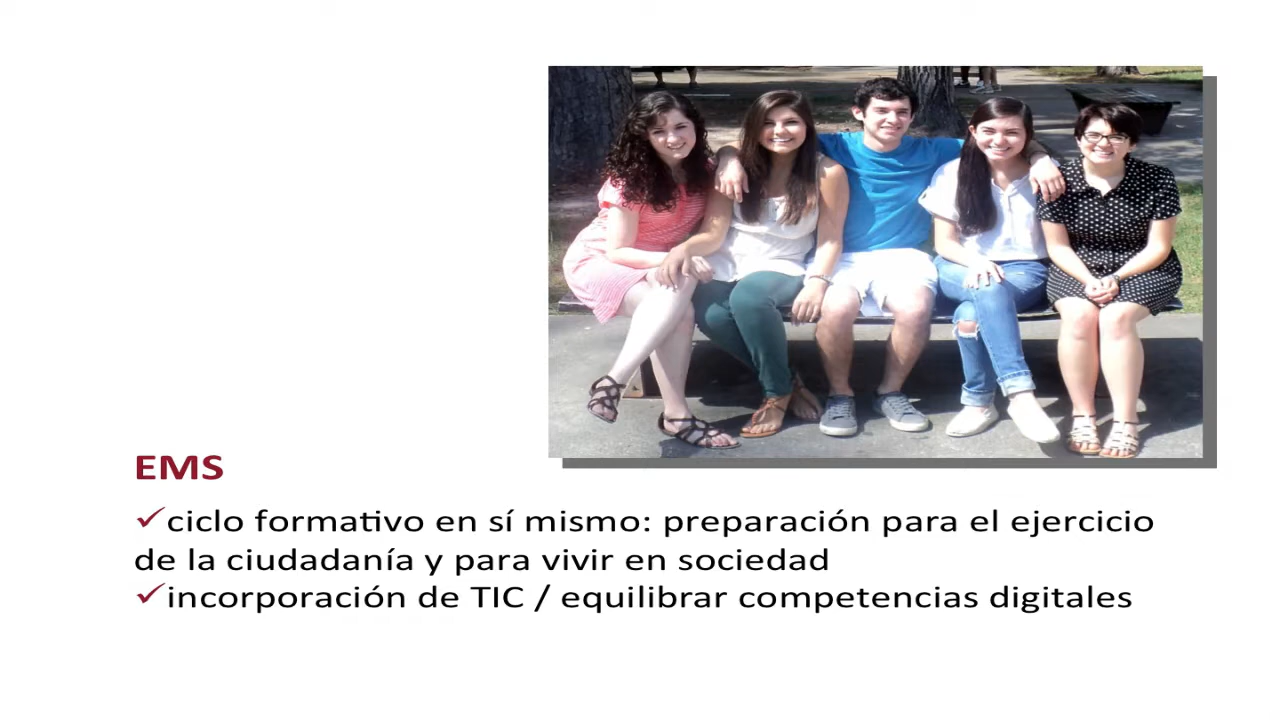 EMS
✓ciclo formativo en sí mismo: preparación para el ejercicio
de la ciudadanía y para vivir en sociedad
✓incorporación de TIC / equilibrar competencias digitales